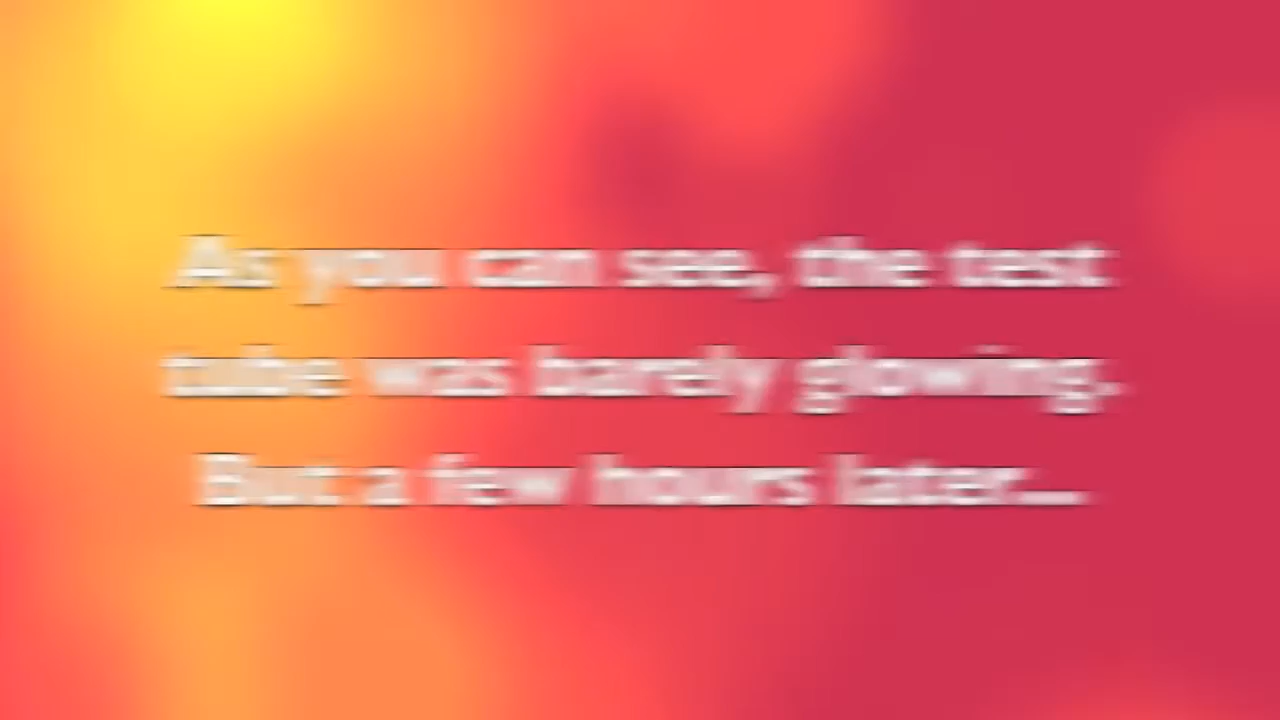 As you can see, the test
tube was barely glowing.
But a few hours later...